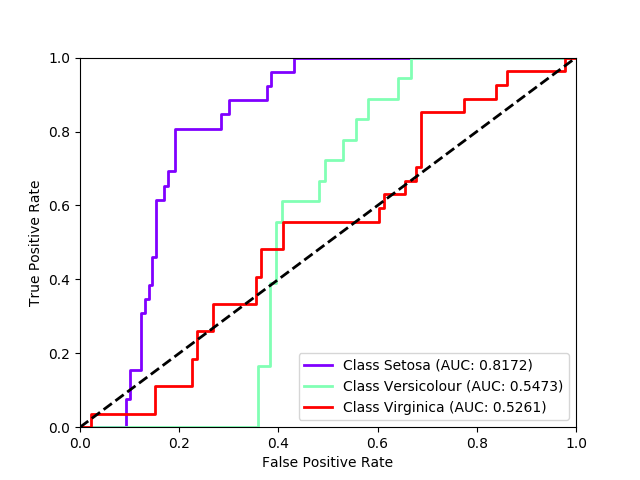 1.0
0.8
0.6
0.4
0.2
0.0
True Positive Rate
Class Setosa (AUC: 0.8172)
Class Versicolour (AUC: 0.5473)
Class Virginica (AUC: 0.5261)
0.0 0.2 0.4 0.6 0.8 1.0
False Positive Rate